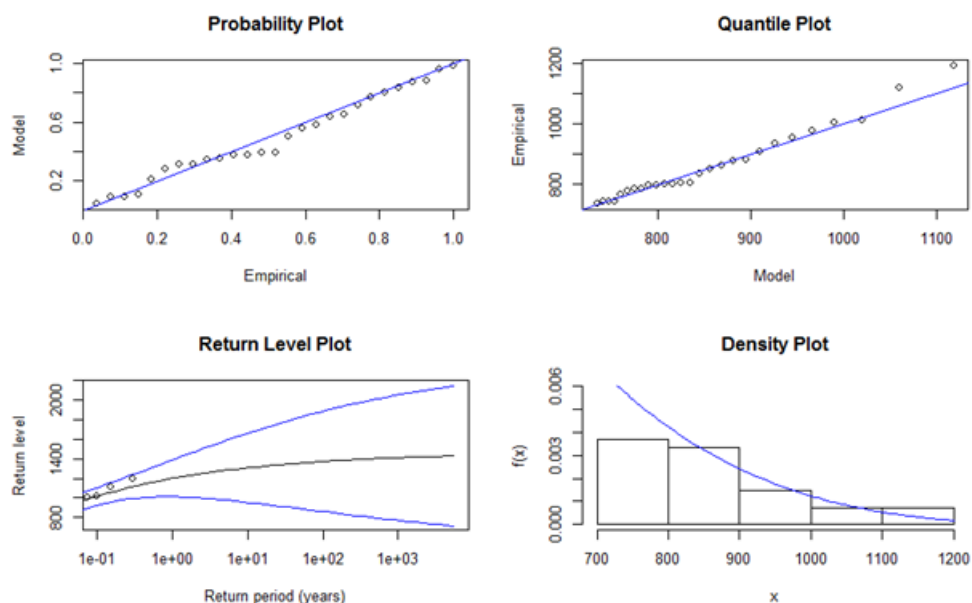 Probability Plot
Model
0.2 0.6 1.0
0.0 0.2 0.4 0.6 0.8 1.0
Empirical
Quantile Plot
Empirical
800 1000 1200
800 900 1000 1100
Model
Return Level Plot
Return level
800 1400 2000
1e-01 1e+00 1e+01 1e+02 1e+03
Return period (years)
Density Plot
f(x)
0.000 0.003 0.006
700 800 900 1000 1100 1200
x